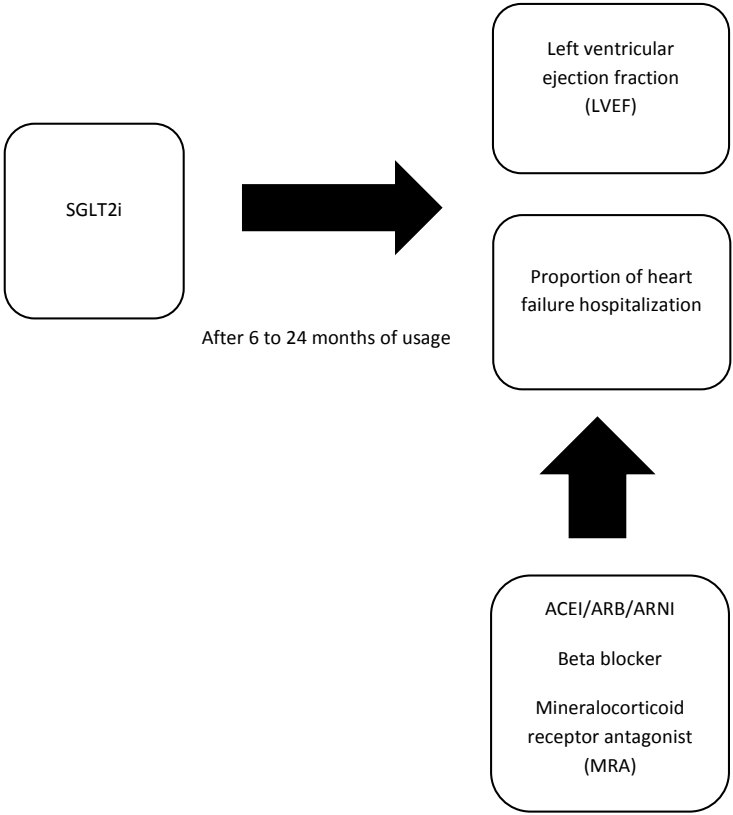 Left ventricular
ejection fraction
(LVEF)
SGLT2i
Proportion of heart
failure hospitalization
After 6 to 24 months of usage
ACEI/ARB/ARNI
Beta blocker
Mineralocorticoid
receptor antagonist
(MRA)